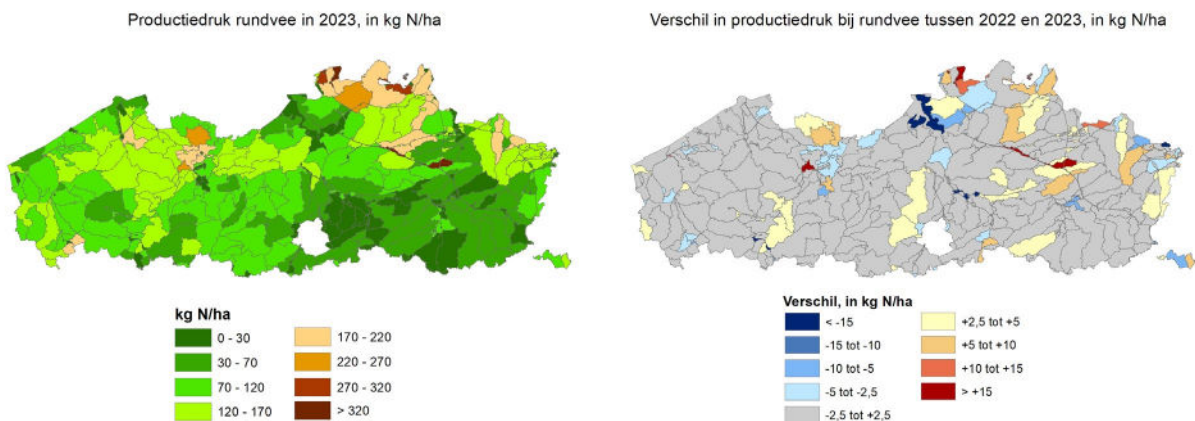 Productiedruk rundvee in 2023, in kg N/ha
Verschil in productiedruk bij rundvee tussen 2022 en 2023, in kg N/ha
kg N/ha
0 - 30
30 - 70
70 - 120
120 - 170
170 - 220
220 - 270
270 - 320
> 320
Verschil, in kg N/ha
< -15
-15 tot -10
-10 tot -5
-5 tot -2,5
-2,5 tot +2,5
+2,5 tot +5
+5 tot +10
+10 tot +15
> +15